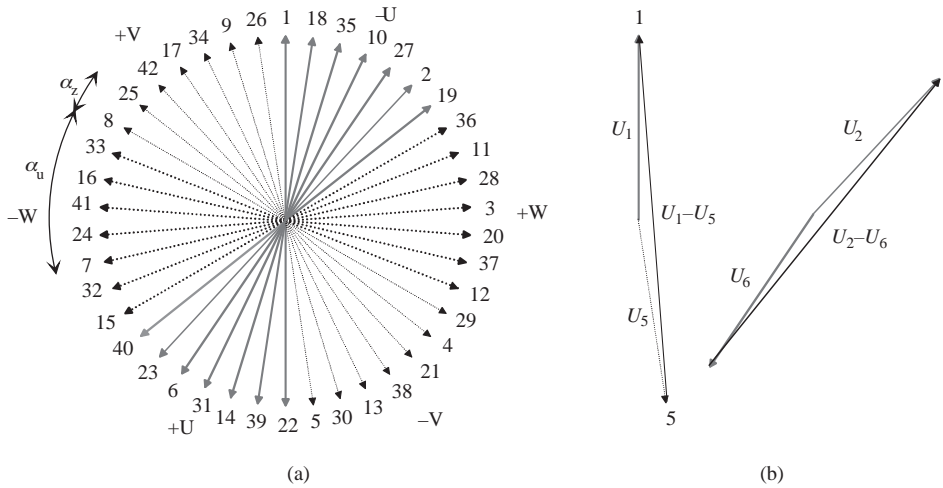 1
26
18
–U
9
35
34
10
+V
17
27
42
2
α_z
25
19
8
36
33
11
α_u
16
28
41
3
–W
+W
24
20
7
37
32
12
15
29
40
4
23
21
6
38
31
13
14
30
39
5
22
+U
–V
(a)
1
U_1
U_2
U_1–U_5
U_2–U_6
U_6
U_5
5
(b)